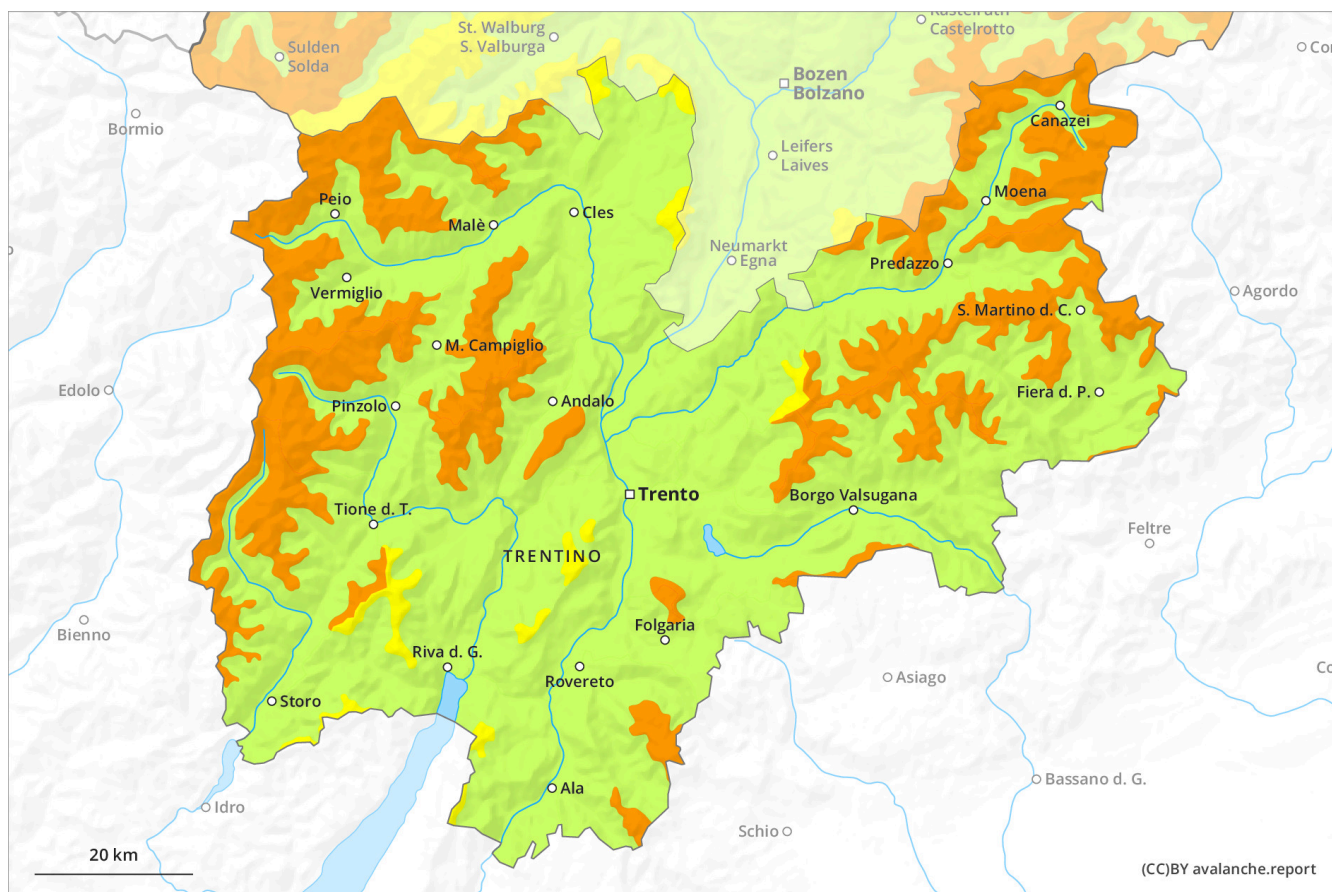 Kastelruth
Castelrotto
St. Walburg
S. Valburga
Sulden
Solda
Bozen
Bolzano
Bormio
Canazei
Leifers
Laives
Peio
Moena
Malè
Cles
Neumarkt
Egna
Predazzo
Vermiglio
Agordo
S. Martino d. C.
M. Campiglio
Edolo
Fiera d. P.
Pinzolo
Andalo
Trento
Borgo Valsugana
Tione d. T.
Feltre
TRENTINO
Bienno
Folgaria
Riva d. G.
Rovereto
Asiago
Storo
Bassano d. G.
Ala
Idro
Schio
20 km
(CC)BY avalanche.report